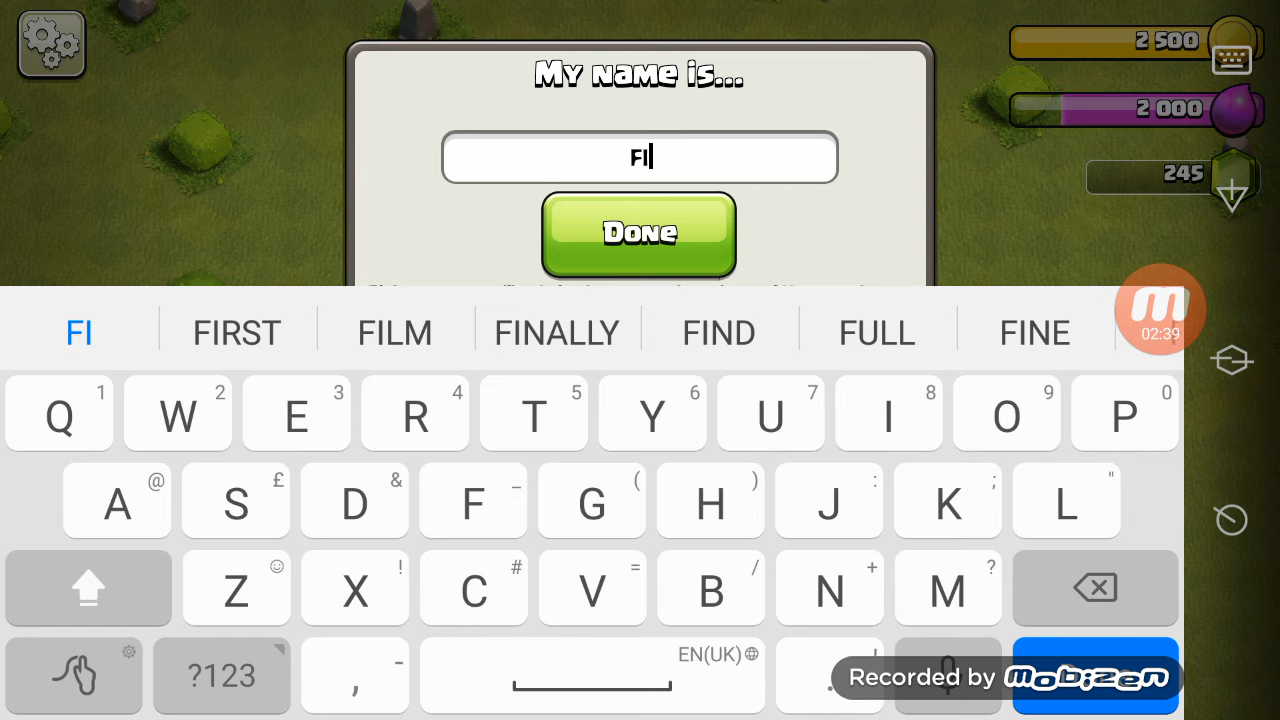 My name is...
2 500
2 000
245
FI
Done
FI FIRST FILM FINALLY FIND FULL FINE
02:39
Q 1 W 2 E 3 R 4 T 5 Y 6 U 7 I 8 O 9 P 0
A @ S £ D & F _ G ( H ) J : K ; L "
Z X ! C # V = B / N + M ?
?123 , - EN(UK) .
Recorded by mobizen